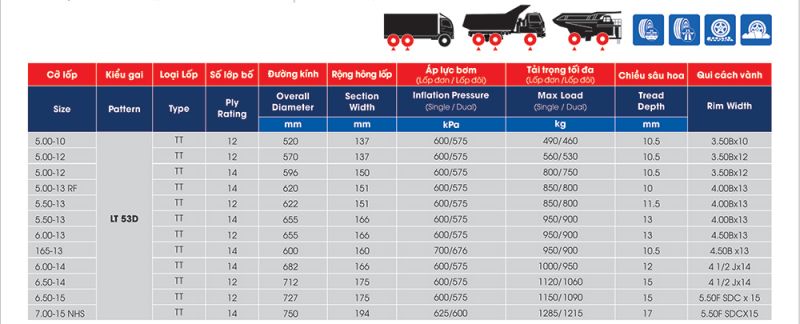 Cỡ lốp Kiểu gai Loại Lốp Số lớp bố Đường kính Rộng hông lốp Áp lực bơm (Lốp đơn/Lốp đôi) Tải trọng tối đa (Lốp đơn/Lốp đôi) Chiều sâu hoa Qui cách vành
Size Pattern Type Ply Rating Overall Diameter Section Width Inflation Pressure (Single / Dual) Max Load (Single / Dual) Tread Depth Rim Width
mm mm kPa kg mm
5.00-10 TT 12 520 137 600/575 490/460 10.5 3.50Bx10
5.00-12 TT 12 570 137 600/575 560/530 10.5 3.50Bx12
5.00-12 TT 14 596 150 600/575 800/750 10.5 3.50Bx12
5.00-13 RF TT 14 620 151 600/575 850/800 10 4.00Bx13
5.50-13 TT 12 622 151 600/575 850/800 11.5 4.00Bx13
5.50-13 TT 14 655 166 600/575 950/900 13 4.00Bx13
LT 53D
6.00-13 TT 12 655 166 600/575 950/900 13 4.50Bx13
165-13 TT 14 600 160 700/676 950/900 10.5 4.50B x13
6.00-14 TT 14 682 166 600/575 1000/950 12 4 1/2 Jx14
6.50-14 TT 12 712 175 600/575 1120/1060 15 4 1/2 Jx14
6.50-15 TT 12 727 175 600/575 1150/1090 15 5.50F SDC x 15
7.00-15 NHS TT 14 750 194 625/600 1285/1215 17 5.50F SDCX15